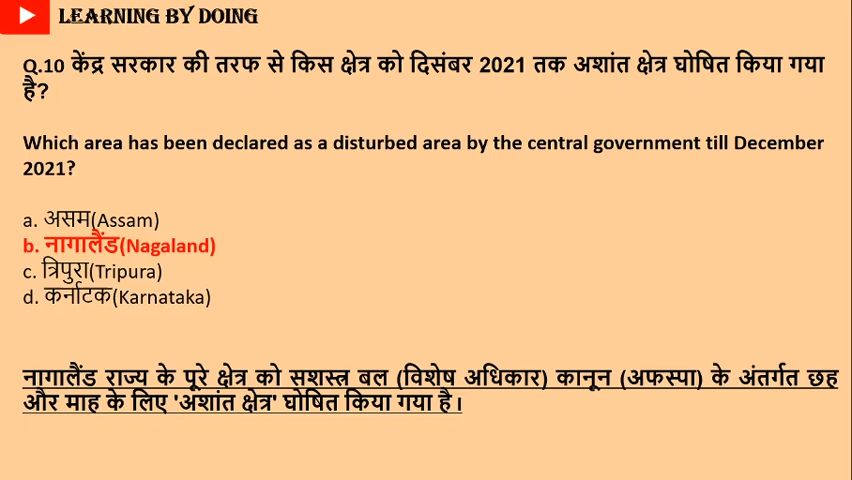 LEARNING BY DOING
Q.10 केंद्र सरकार की तरफ से किस क्षेत्र को दिसंबर 2021 तक अशांत क्षेत्र घोषित किया गया
है?
Which area has been declared as a disturbed area by the central government till December
2021?
a. असम(Assam)
b. नागालैंड(Nagaland)
c. त्रिपुरा(Tripura)
d. कर्नाटक(Karnataka)
नागालैंड राज्य के पूरे क्षेत्र को सशस्त्र बल (विशेष अधिकार) कानून (अफस्पा) के अंतर्गत छह
और माह के लिए 'अशांत क्षेत्र' घोषित किया गया है।